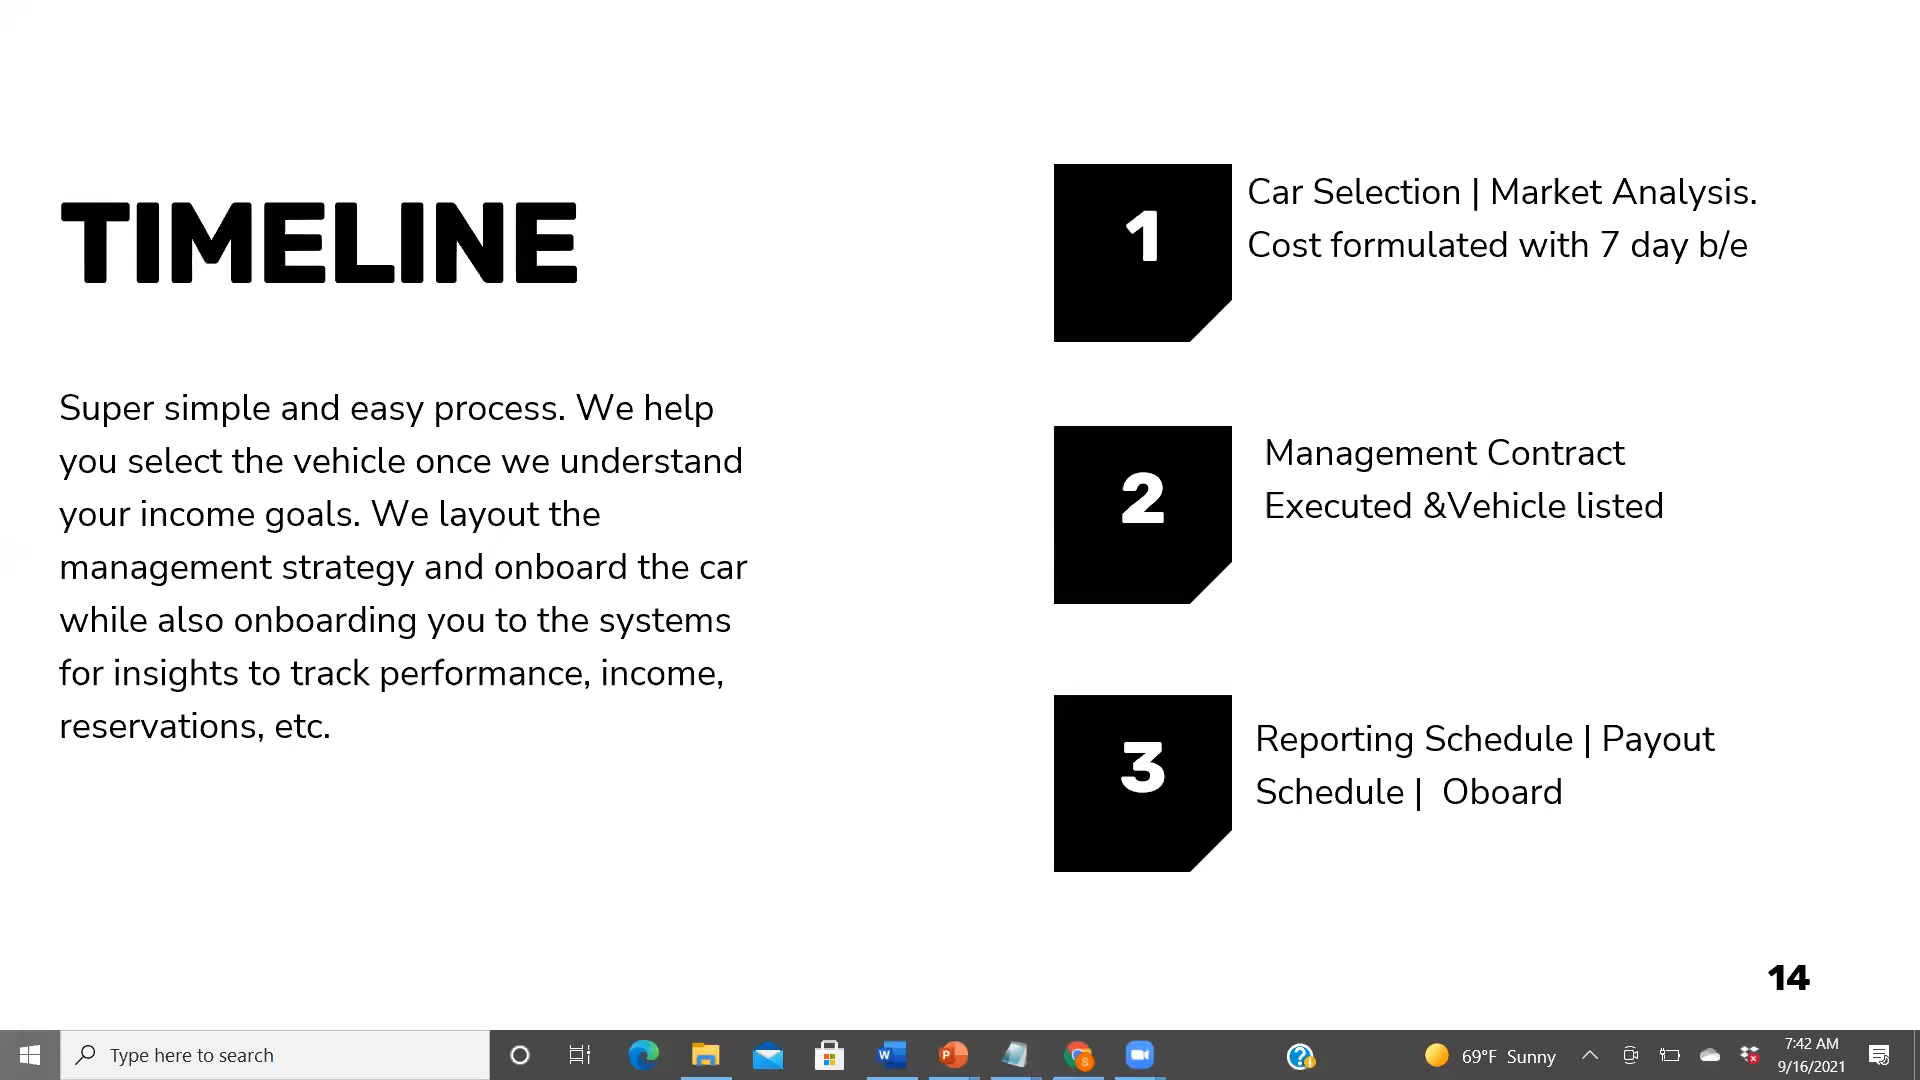 TIMELINE
Super simple and easy process. We help
you select the vehicle once we understand
your income goals. We layout the
management strategy and onboard the car
while also onboarding you to the systems
for insights to track performance, income,
reservations, etc.
1
Car Selection | Market Analysis.
Cost formulated with 7 day b/e
2
Management Contract
Executed &Vehicle listed
3
Reporting Schedule | Payout
Schedule |  Oboard
14
Type here to search
69°F Sunny
7:42 AM
9/16/2021